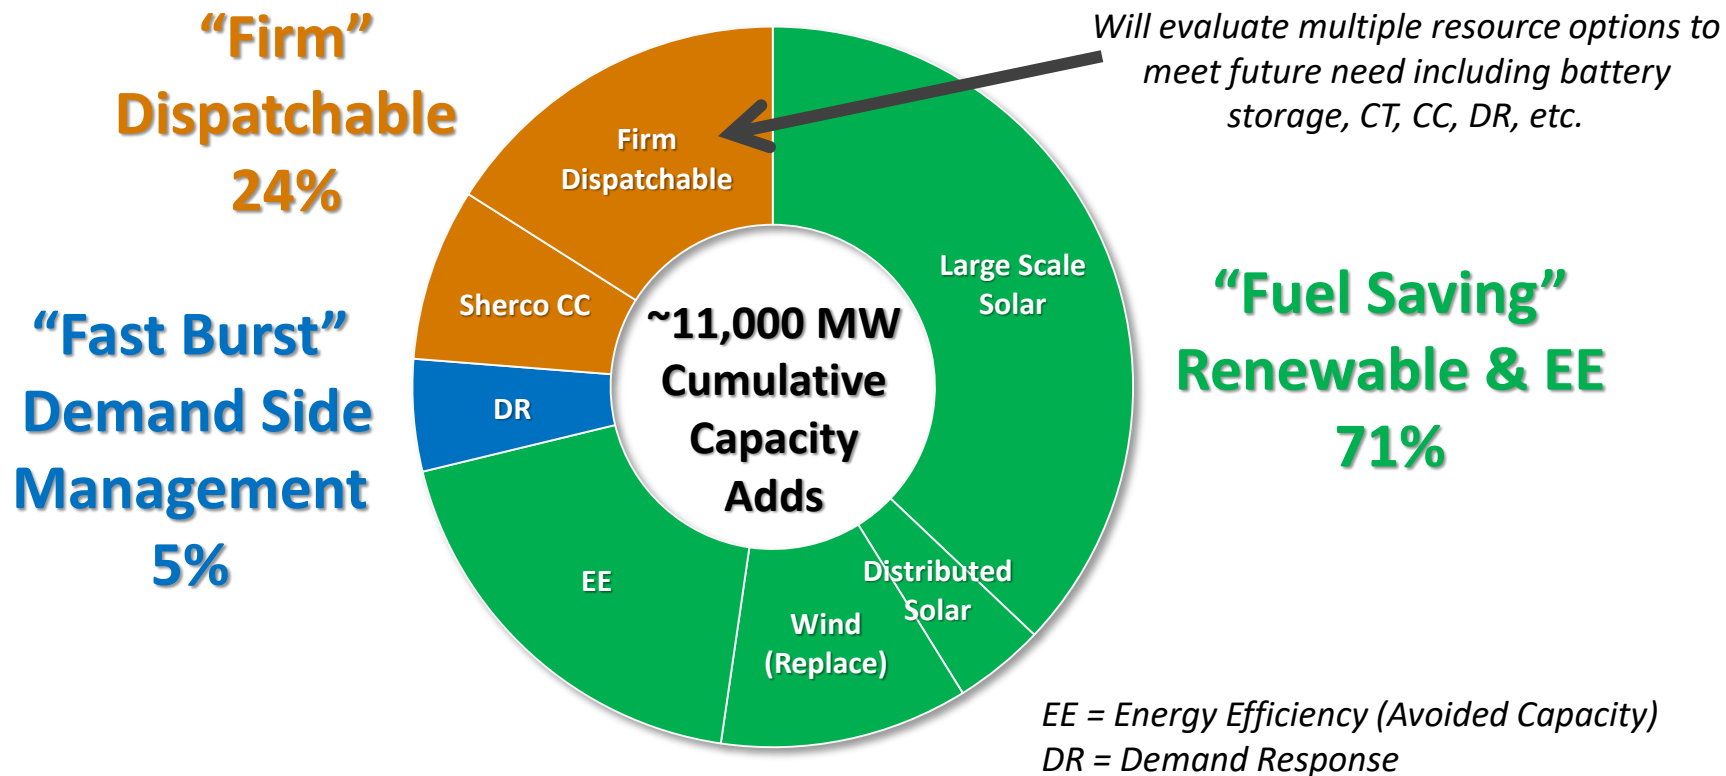 “Firm”
Dispatchable
24%
Will evaluate multiple resource options to
meet future need including battery
storage, CT, CC, DR, etc.
Firm
Dispatchable
Large Scale
Solar
Sherco CC
~11,000 MW
Cumulative
Capacity
Adds
“Fuel Saving”
Renewable & EE
71%
“Fast Burst”
Demand Side
Management
5%
DR
EE
Distributed
Solar
Wind
(Replace)
EE = Energy Efficiency (Avoided Capacity)
DR = Demand Response